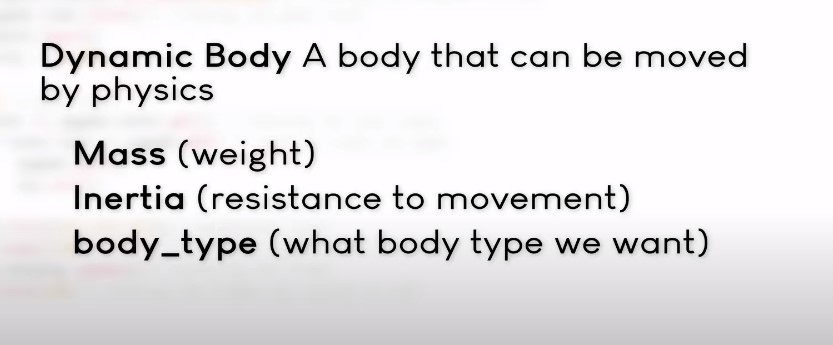 Dynamic Body A body that can be moved
by physics
Mass (weight)
Inertia (resistance to movement)
body_type (what body type we want)